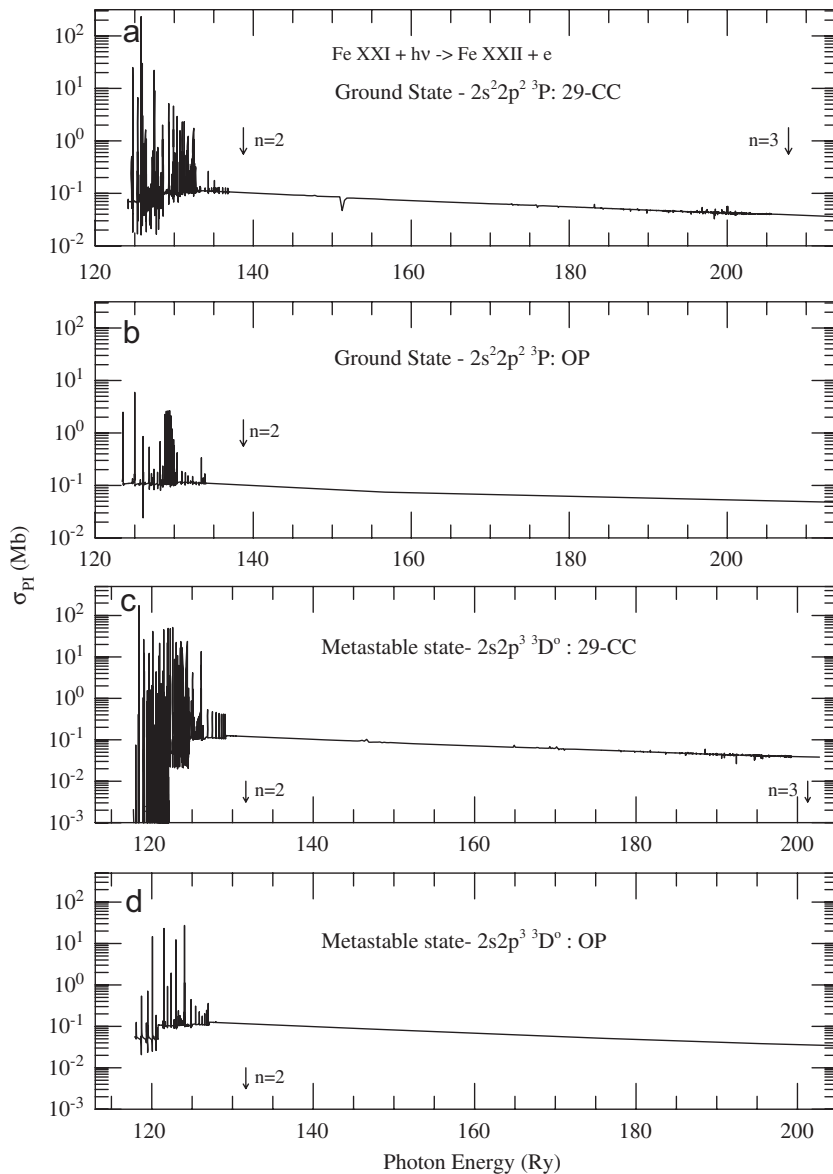 a
Fe XXI + hν -> Fe XXII + e
Ground State - 2s²2p² ³P: 29-CC
n=2
n=3
10²
10¹
10⁰
10⁻¹
10⁻²
120 140 160 180 200
b
Ground State - 2s²2p² ³P: OP
n=2
10²
10¹
10⁰
10⁻¹
10⁻²
120 140 160 180 200
σPI (Mb)
c
Metastable state- 2s2p³ ³Dᵒ : 29-CC
n=2
n=3
10²
10¹
10⁰
10⁻¹
10⁻²
10⁻³
120 140 160 180 200
d
Metastable state- 2s2p³ ³Dᵒ : OP
n=2
10²
10¹
10⁰
10⁻¹
10⁻²
10⁻³
120 140 160 180 200
Photon Energy (Ry)